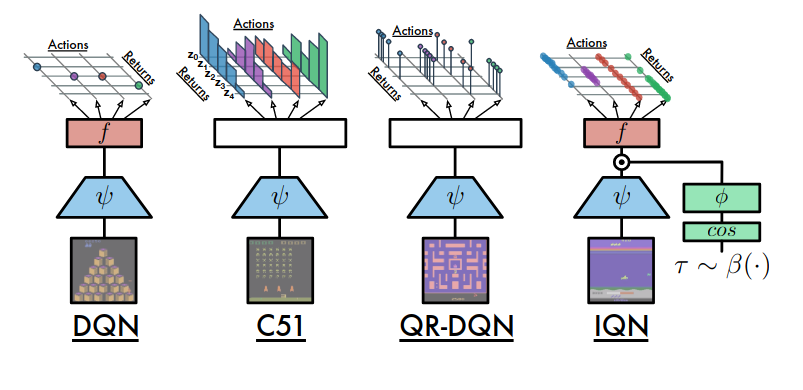 Actions
Returns
f
ψ
DQN
Actions
Returns
z0
z1
z2
z3
z4
ψ
C51
Actions
Returns
ψ
QR-DQN
Actions
Returns
f
ψ
ϕ
cos
τ ∼ β(·)
IQN